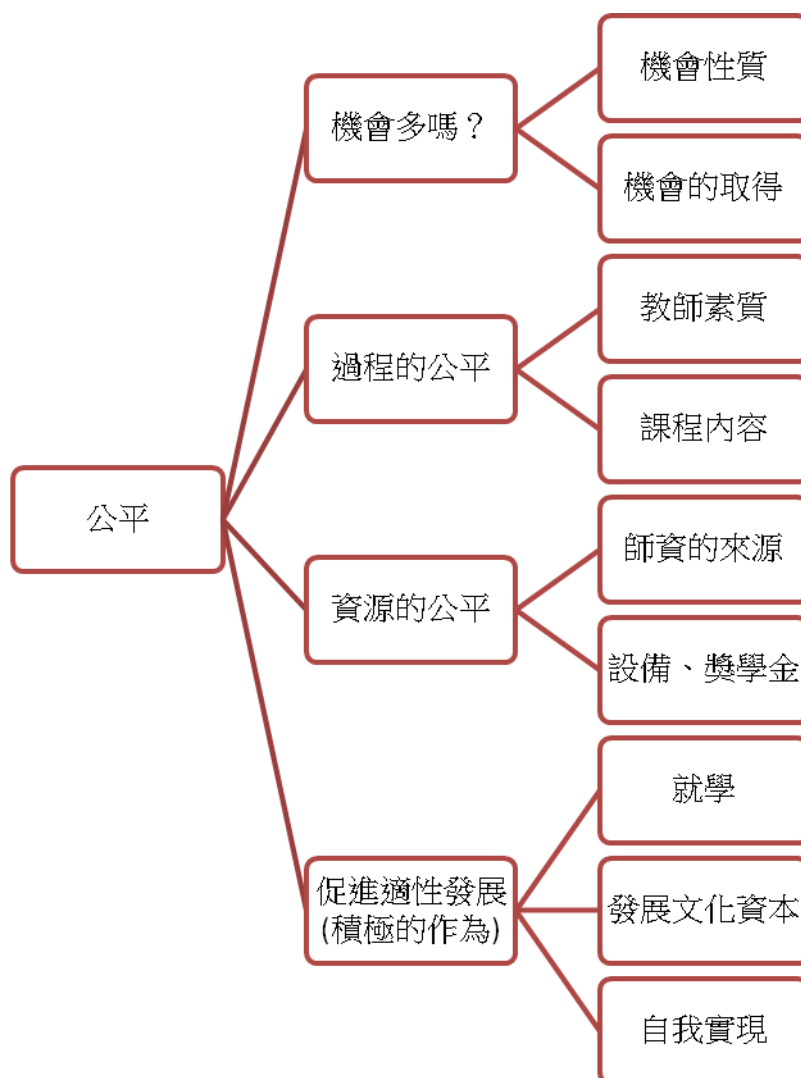 公平
機會多嗎？
機會性質
機會的取得
過程的公平
教師素質
課程內容
資源的公平
師資的來源
設備、獎學金
促進適性發展
(積極的作為)
就學
發展文化資本
自我實現